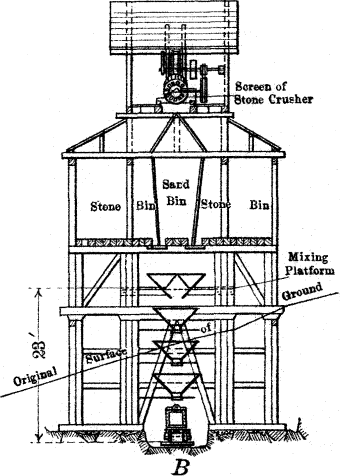 Screen of
Stone Crusher
Sand
Bin
Stone Bin
Stone Bin
Mixing
Platform
Original Surface of Ground
23'
B